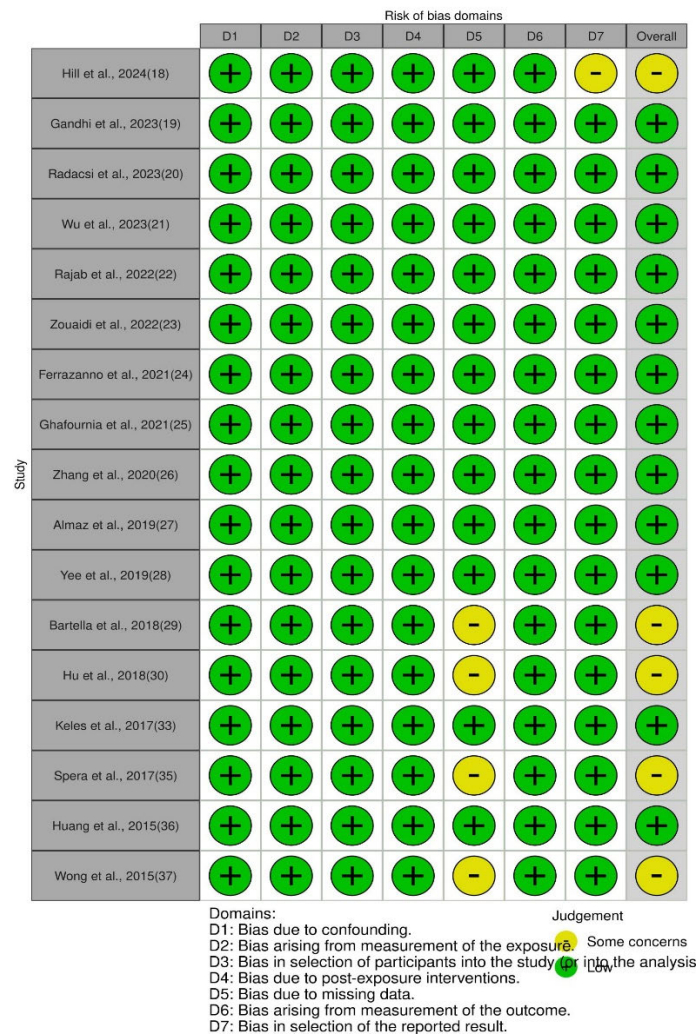 Risk of bias domains
D1 D2 D3 D4 D5 D6 D7 Overall
Hill et al., 2024(18) + + + + + + - -
Gandhi et al., 2023(19) + + + + + + + +
Radacsi et al., 2023(20) + + + + + + + +
Wu et al., 2023(21) + + + + + + + +
Rajab et al., 2022(22) + + + + + + + +
Zouaidi et al., 2022(23) + + + + + + + +
Ferrazanno et al., 2021(24) + + + + + + + +
Ghafournia et al., 2021(25) + + + + + + + +
Study
Zhang et al., 2020(26) + + + + + + + +
Almaz et al., 2019(27) + + + + + + + +
Yee et al., 2019(28) + + + + + + + +
Bartella et al., 2018(29) + + + + - + + -
Hu et al., 2018(30) + + + + - + + -
Keles et al., 2017(33) + + + + + + + +
Spera et al., 2017(35) + + + + - + + -
Huang et al., 2015(36) + + + + + + + +
Wong et al., 2015(37) + + + + - + + -
Domains:
D1: Bias due to confounding.
D2: Bias arising from measurement of the exposure.
D3: Bias in selection of participants into the study (or into the analysis
D4: Bias due to post-exposure interventions.
D5: Bias due to missing data.
D6: Bias arising from measurement of the outcome.
D7: Bias in selection of the reported result.
Judgement
- Some concerns
+ Low